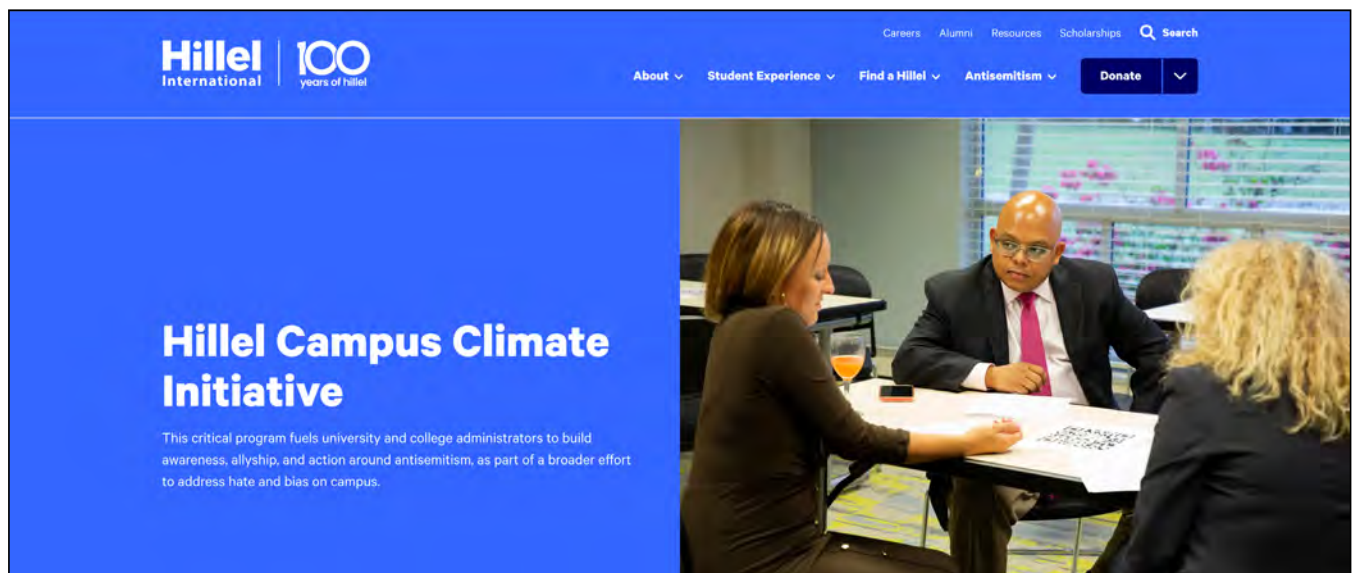 Careers Alumni Resources Scholarships Search
Hillel
International
100
years of hillel
About Student Experience Find a Hillel Antisemitism Donate
Hillel Campus Climate
Initiative
This critical program fuels university and college administrators to build
awareness, allyship, and action around antisemitism, as part of a broader effort
to address hate and bias on campus.